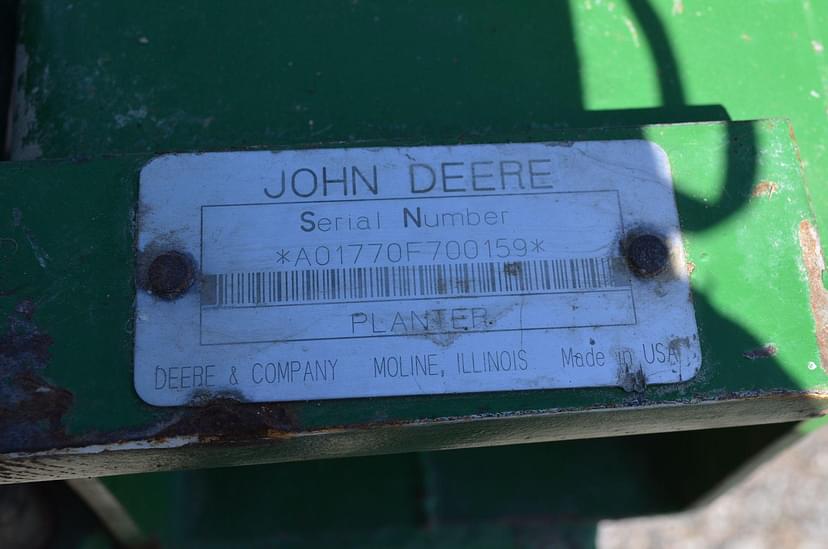 JOHN DEERE
Serial Number
*A01770F700159*
PLANTER
DEERE & COMPANY MOLINE, ILLINOIS Made in USA